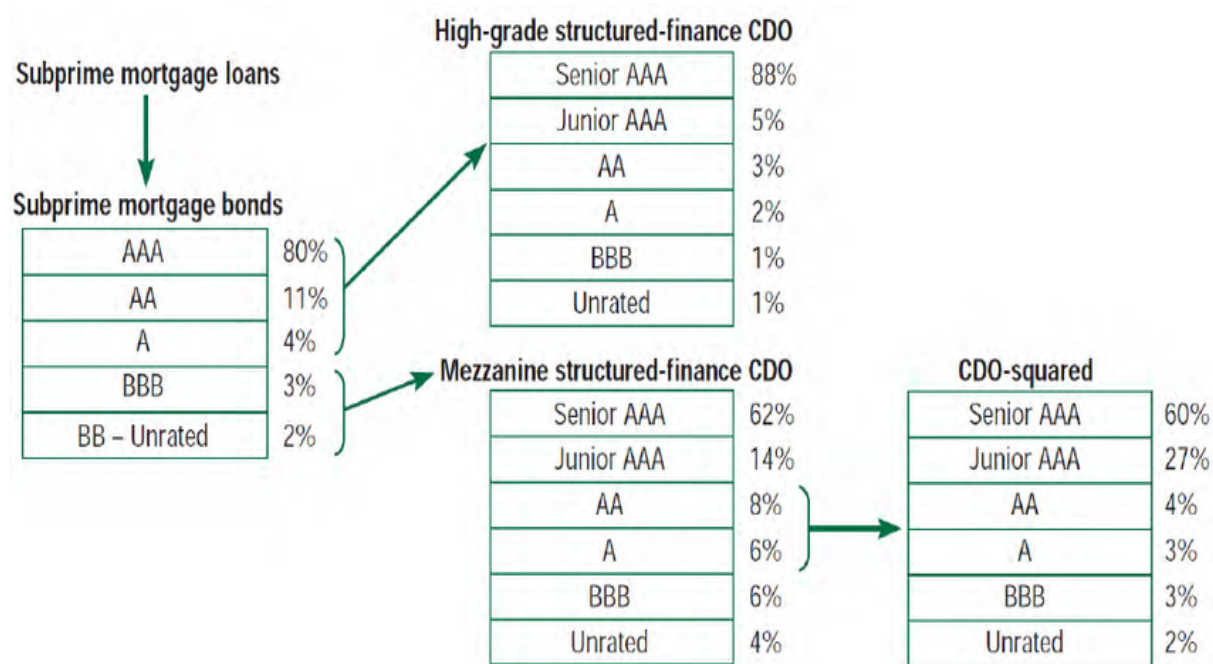 Subprime mortgage loans
Subprime mortgage bonds
AAA 80%
AA 11%
A 4%
BBB 3%
BB – Unrated 2%
High-grade structured-finance CDO
Senior AAA 88%
Junior AAA 5%
AA 3%
A 2%
BBB 1%
Unrated 1%
Mezzanine structured-finance CDO
Senior AAA 62%
Junior AAA 14%
AA 8%
A 6%
BBB 6%
Unrated 4%
CDO-squared
Senior AAA 60%
Junior AAA 27%
AA 4%
A 3%
BBB 3%
Unrated 2%